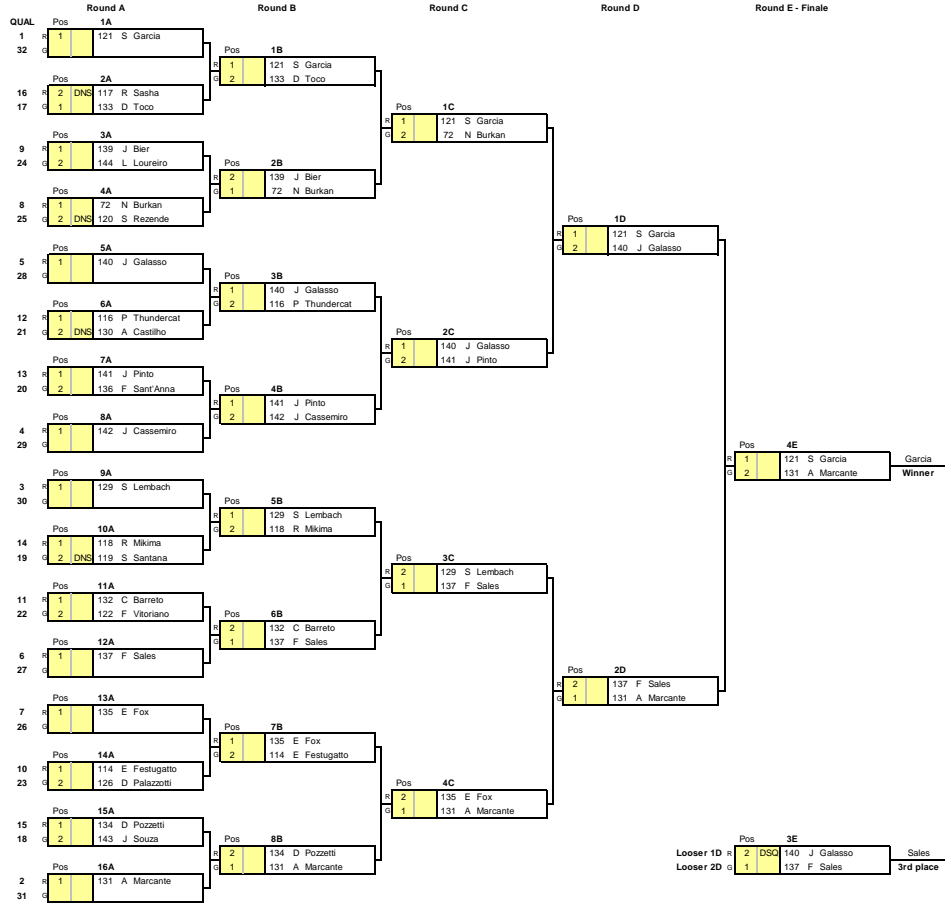 Round A Round B Round C Round D Round E - Finale
QUAL Pos 1A
1 R 1 121 S Garcia
32 G
Pos 1B
R 1 121 S Garcia
G 2 133 D Toco
Pos 2A
16 R 2 DNS 117 R Sasha
17 G 1 133 D Toco
Pos 1C
R 1 121 S Garcia
G 2 72 N Burkan
Pos 3A
9 R 1 139 J Bier
24 G 2 144 L Loureiro
Pos 2B
R 2 139 J Bier
G 1 72 N Burkan
Pos 4A
8 R 1 72 N Burkan
25 G 2 DNS 120 S Rezende
Pos 1D
R 1 121 S Garcia
G 2 140 J Galasso
Pos 5A
5 R 1 140 J Galasso
28 G
Pos 3B
R 1 140 J Galasso
G 2 116 P Thundercat
Pos 6A
12 R 1 116 P Thundercat
21 G 2 DNS 130 A Castilho
Pos 2C
R 1 140 J Galasso
G 2 141 J Pinto
Pos 7A
13 R 1 141 J Pinto
20 G 2 136 F Sant'Anna
Pos 4B
R 1 141 J Pinto
G 2 142 J Cassemiro
Pos 8A
4 R 1 142 J Cassemiro
29 G
Pos 4E
R 1 121 S Garcia Garcia
G 2 131 A Marcante Winner
Pos 9A
3 R 1 129 S Lembach
30 G
Pos 5B
R 1 129 S Lembach
G 2 118 R Mikima
Pos 10A
14 R 1 118 R Mikima
19 G 2 DNS 119 S Santana
Pos 3C
R 2 129 S Lembach
G 1 137 F Sales
Pos 11A
11 R 1 132 C Barreto
22 G 2 122 F Vitoriano
Pos 6B
R 2 132 C Barreto
G 1 137 F Sales
Pos 12A
6 R 1 137 F Sales
27 G
Pos 2D
R 2 137 F Sales
G 1 131 A Marcante
Pos 13A
7 R 1 135 E Fox
26 G
Pos 7B
R 1 135 E Fox
G 2 114 E Festugatto
Pos 14A
10 R 1 114 E Festugatto
23 G 2 126 D Palazzotti
Pos 4C
R 2 135 E Fox
G 1 131 A Marcante
Pos 15A
15 R 1 134 D Pozzetti
18 G 2 143 J Souza
Pos 8B
R 2 134 D Pozzetti
G 1 131 A Marcante
Pos 16A
2 R 1 131 A Marcante
31 G
Pos 3E
Looser 1D R 2 DSQ 140 J Galasso Sales
Looser 2D G 1 137 F Sales 3rd place